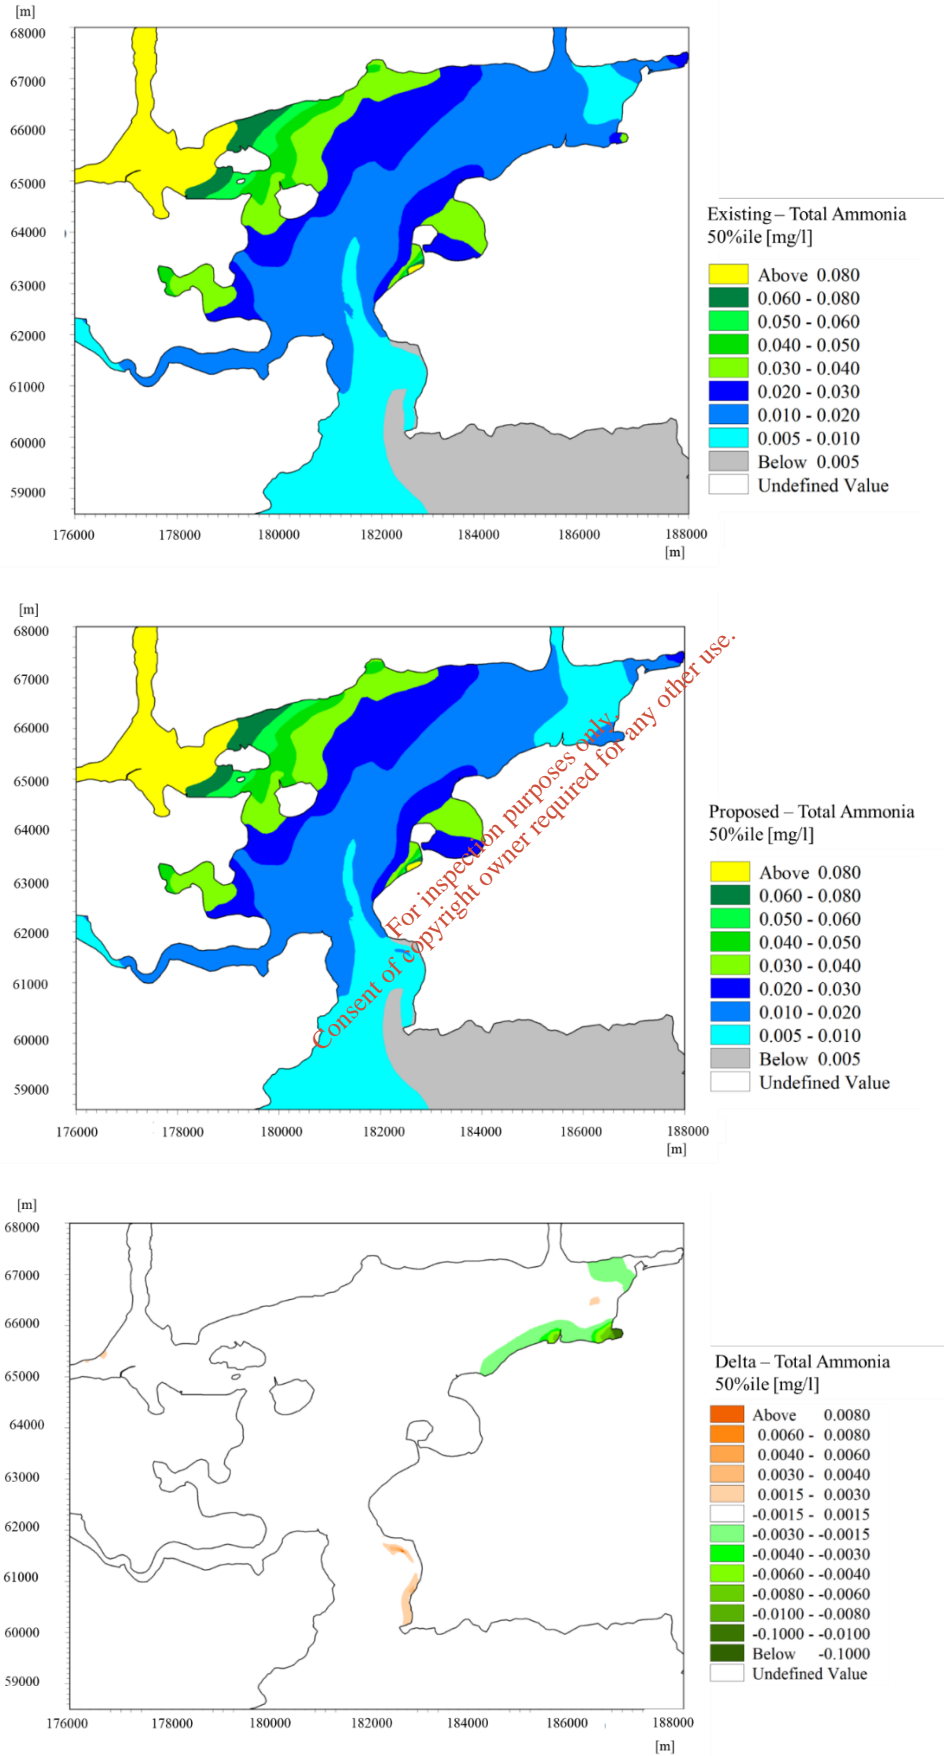 [m]
68000
67000
66000
65000
64000
63000
62000
61000
60000
59000
176000 178000 180000 182000 184000 186000 188000
[m]
Existing – Total Ammonia
50%ile [mg/l]
Above 0.080
0.060 - 0.080
0.050 - 0.060
0.040 - 0.050
0.030 - 0.040
0.020 - 0.030
0.010 - 0.020
0.005 - 0.010
Below 0.005
Undefined Value
[m]
68000
67000
66000
65000
64000
63000
62000
61000
60000
59000
176000 178000 180000 182000 184000 186000 188000
[m]
For inspection purposes only.
Consent of copyright owner required for any other use.
Proposed – Total Ammonia
50%ile [mg/l]
Above 0.080
0.060 - 0.080
0.050 - 0.060
0.040 - 0.050
0.030 - 0.040
0.020 - 0.030
0.010 - 0.020
0.005 - 0.010
Below 0.005
Undefined Value
[m]
68000
67000
66000
65000
64000
63000
62000
61000
60000
59000
176000 178000 180000 182000 184000 186000 188000
[m]
Delta – Total Ammonia
50%ile [mg/l]
Above 0.0080
0.0060 - 0.0080
0.0040 - 0.0060
0.0030 - 0.0040
0.0015 - 0.0030
-0.0015 - 0.0015
-0.0030 - -0.0015
-0.0040 - -0.0030
-0.0060 - -0.0040
-0.0080 - -0.0060
-0.0100 - -0.0080
-0.1000 - -0.0100
Below -0.1000
Undefined Value